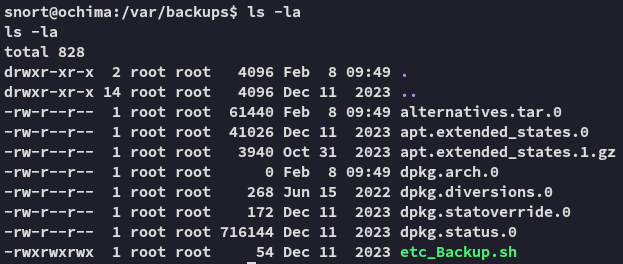 snort@ochima:/var/backups$ ls -la
ls -la
total 828
drwxr-xr-x  2 root root   4096 Feb  8 09:49 .
drwxr-xr-x 14 root root   4096 Dec 11  2023 ..
-rw-r--r--  1 root root  61440 Feb  8 09:49 alternatives.tar.0
-rw-r--r--  1 root root  41026 Dec 11  2023 apt.extended_states.0
-rw-r--r--  1 root root   3940 Oct 31  2023 apt.extended_states.1.gz
-rw-r--r--  1 root root      0 Feb  8 09:49 dpkg.arch.0
-rw-r--r--  1 root root    268 Jun 15  2022 dpkg.diversions.0
-rw-r--r--  1 root root    172 Dec 11  2023 dpkg.statoverride.0
-rw-r--r--  1 root root 716144 Dec 11  2023 dpkg.status.0
-rwxrwxrwx  1 root root     54 Dec 11  2023 etc_Backup.sh